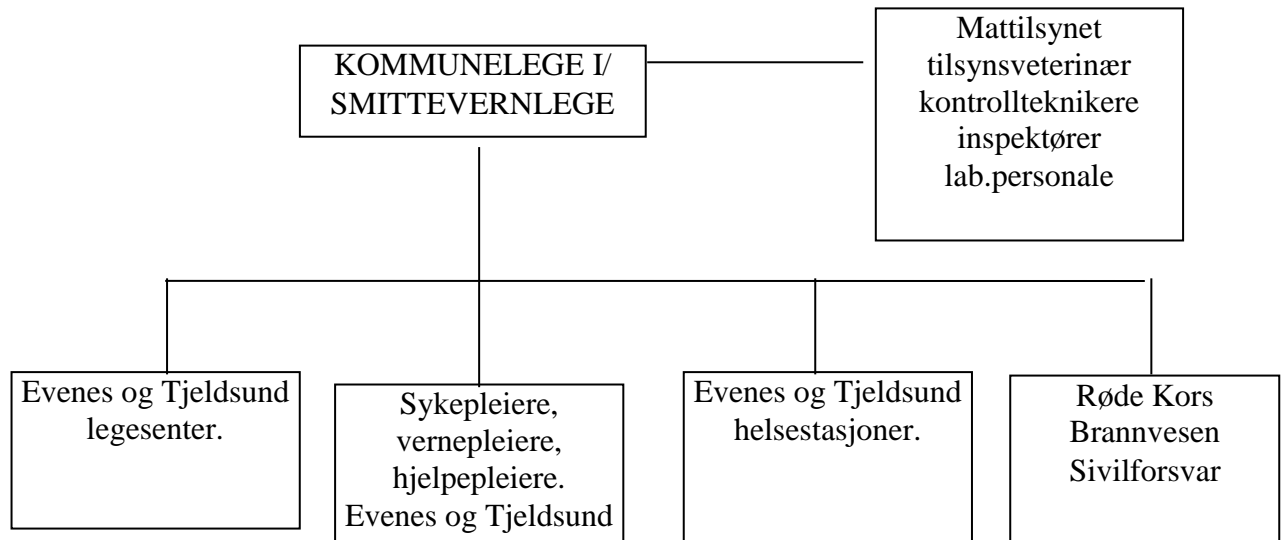 KOMMUNELEGE I/
SMITTEVERNLEGE
Mattilsynet
tilsynsveterinær
kontrollteknikere
inspektører
lab.personale
Evenes og Tjeldsund
legesenter.
Sykepleiere,
vernepleiere,
hjelpepleiere.
Evenes og Tjeldsund
Evenes og Tjeldsund
helsestasjoner.
Røde Kors
Brannvesen
Sivilforsvar